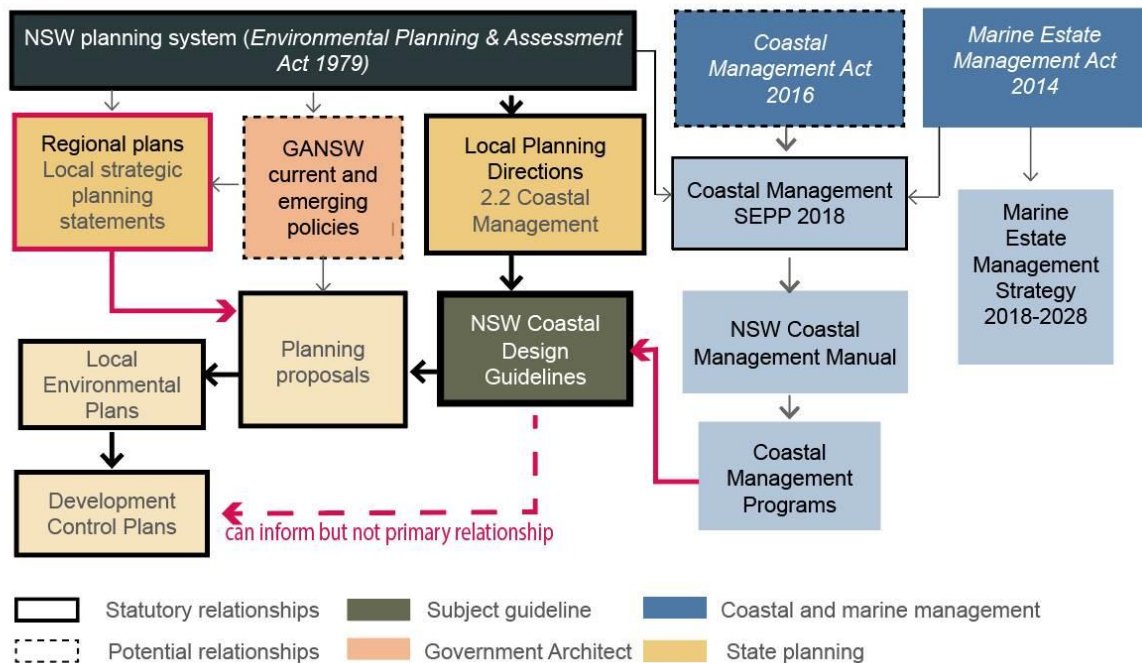 NSW planning system (Environmental Planning & Assessment
Act 1979)
Coastal
Management Act
2016
Marine Estate
Management Act
2014
Regional plans
Local strategic
planning
statements
GANSW
current and
emerging
policies
Local Planning
Directions
2.2 Coastal
Management
Coastal Management
SEPP 2018
Marine
Estate
Management
Strategy
2018-2028
Local
Environmental
Plans
Planning
proposals
NSW Coastal
Design
Guidelines
NSW Coastal
Management Manual
Development
Control Plans
can inform but not primary relationship
Coastal
Management
Programs
Statutory relationships
Subject guideline
Coastal and marine management
Potential relationships
Government Architect
State planning